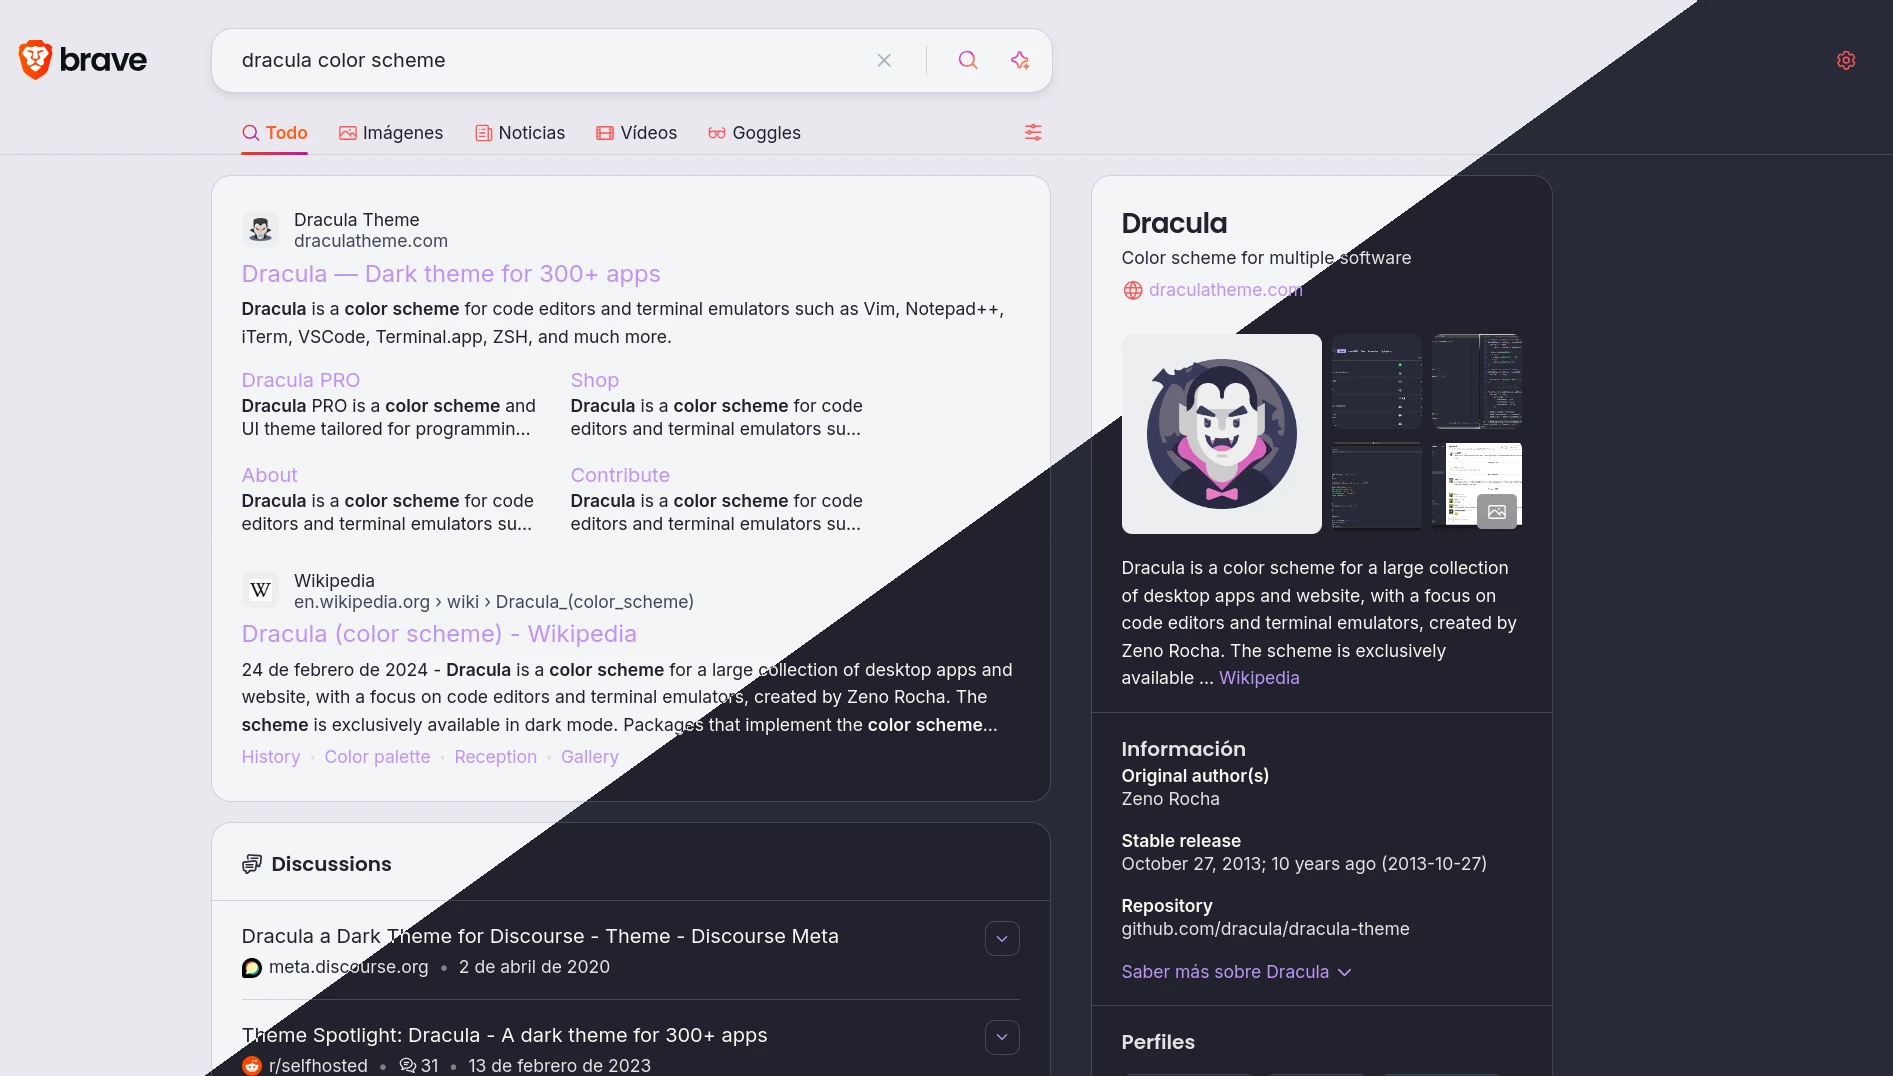 brave
dracula color scheme
Todo
Imágenes
Noticias
Vídeos
Goggles
Dracula Theme
draculatheme.com
Dracula — Dark theme for 300+ apps
Dracula is a color scheme for code editors and terminal emulators such as Vim, Notepad++,
iTerm, VSCode, Terminal.app, ZSH, and much more.
Dracula PRO
Dracula PRO is a color scheme and
UI theme tailored for programmin...
Shop
Dracula is a color scheme for code
editors and terminal emulators su...
About
Dracula is a color scheme for code
editors and terminal emulators su...
Contribute
Dracula is a color scheme for code
editors and terminal emulators su...
W
Wikipedia
en.wikipedia.org › wiki › Dracula_(color_scheme)
Dracula (color scheme) - Wikipedia
24 de febrero de 2024 - Dracula is a color scheme for a large collection of desktop apps and
website, with a focus on code editors and terminal emulators, created by Zeno Rocha. The
scheme is exclusively available in dark mode. Packages that implement the color scheme...
History · Color palette · Reception · Gallery
Discussions
Dracula a Dark Theme for Discourse - Theme - Discourse Meta
meta.discourse.org • 2 de abril de 2020
Theme Spotlight: Dracula - A dark theme for 300+ apps
r/selfhosted • 31 • 13 de febrero de 2023
Dracula
Color scheme for multiple software
draculatheme.com
Dracula is a color scheme for a large collection
of desktop apps and website, with a focus on
code editors and terminal emulators, created by
Zeno Rocha. The scheme is exclusively
available ... Wikipedia
Información
Original author(s)
Zeno Rocha
Stable release
October 27, 2013; 10 years ago (2013-10-27)
Repository
github.com/dracula/dracula-theme
Saber más sobre Dracula
Perfiles